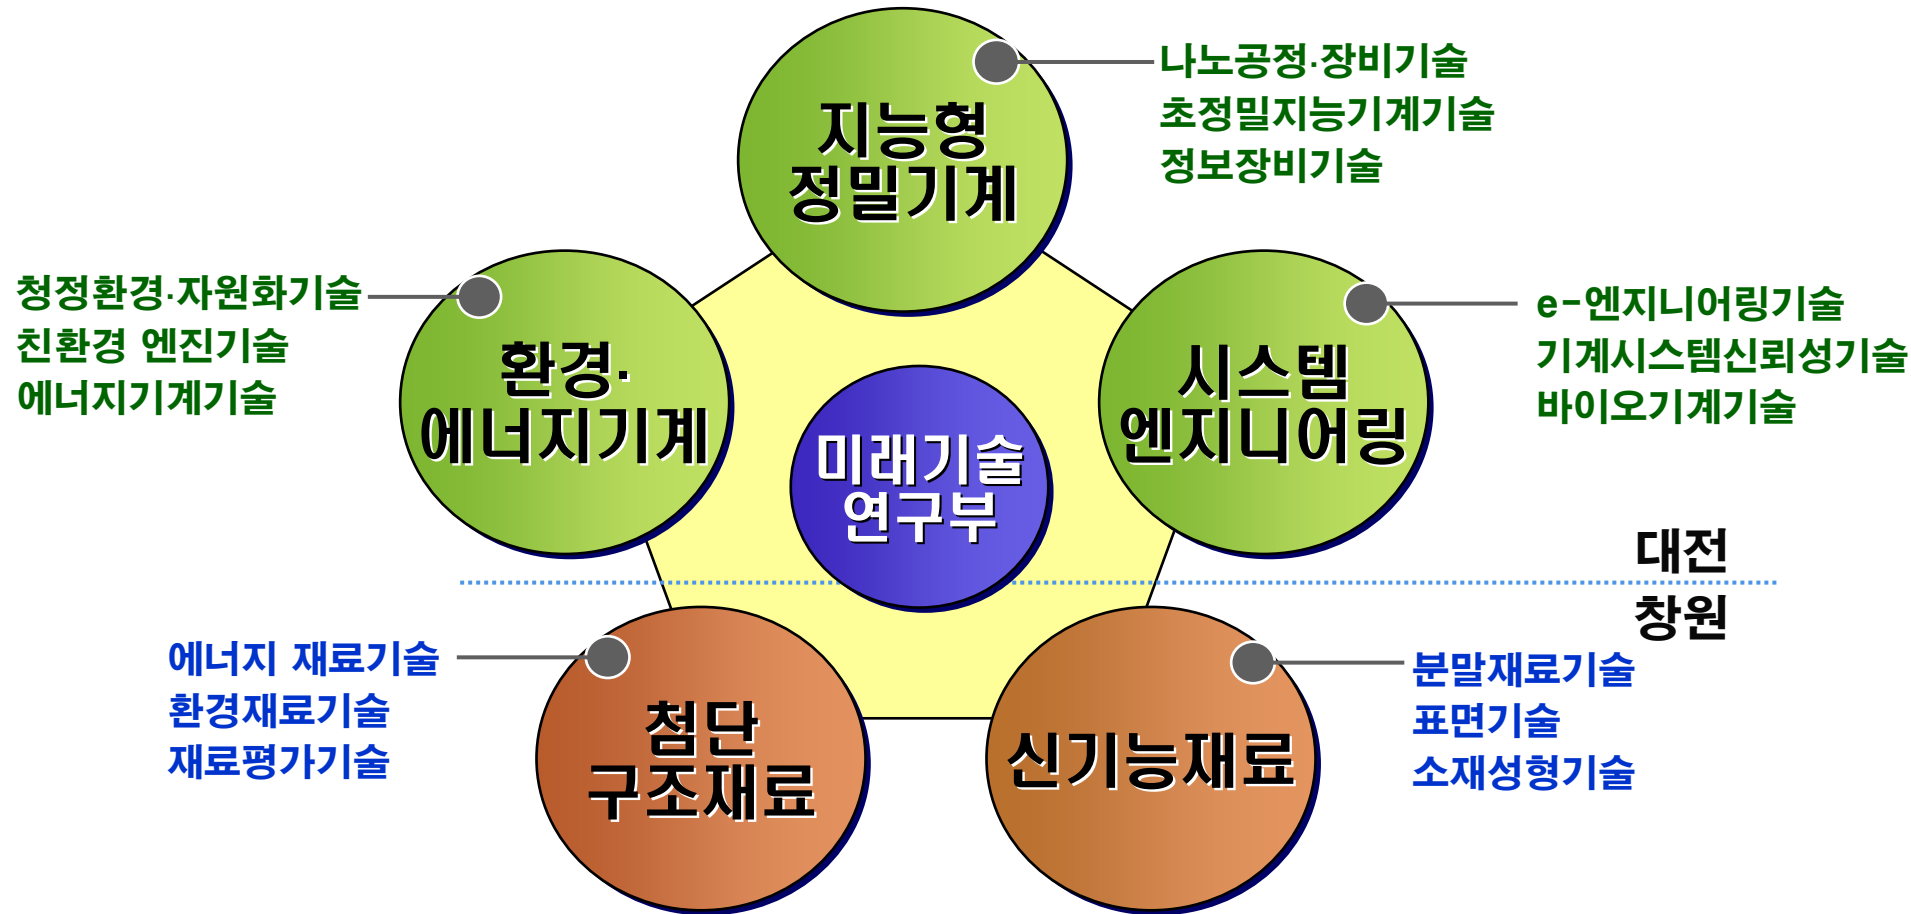 지능형
정밀기계
나노공정·장비기술
초정밀지능기계기술
정보장비기술
청정환경·자원화기술
친환경 엔진기술
에너지기계기술
환경·
에너지기계
시스템
엔지니어링
e-엔지니어링기술
기계시스템신뢰성기술
바이오기계기술
미래기술
연구부
대전
창원
에너지 재료기술
환경재료기술
재료평가기술
첨단
구조재료
신기능재료
분말재료기술
표면기술
소재성형기술